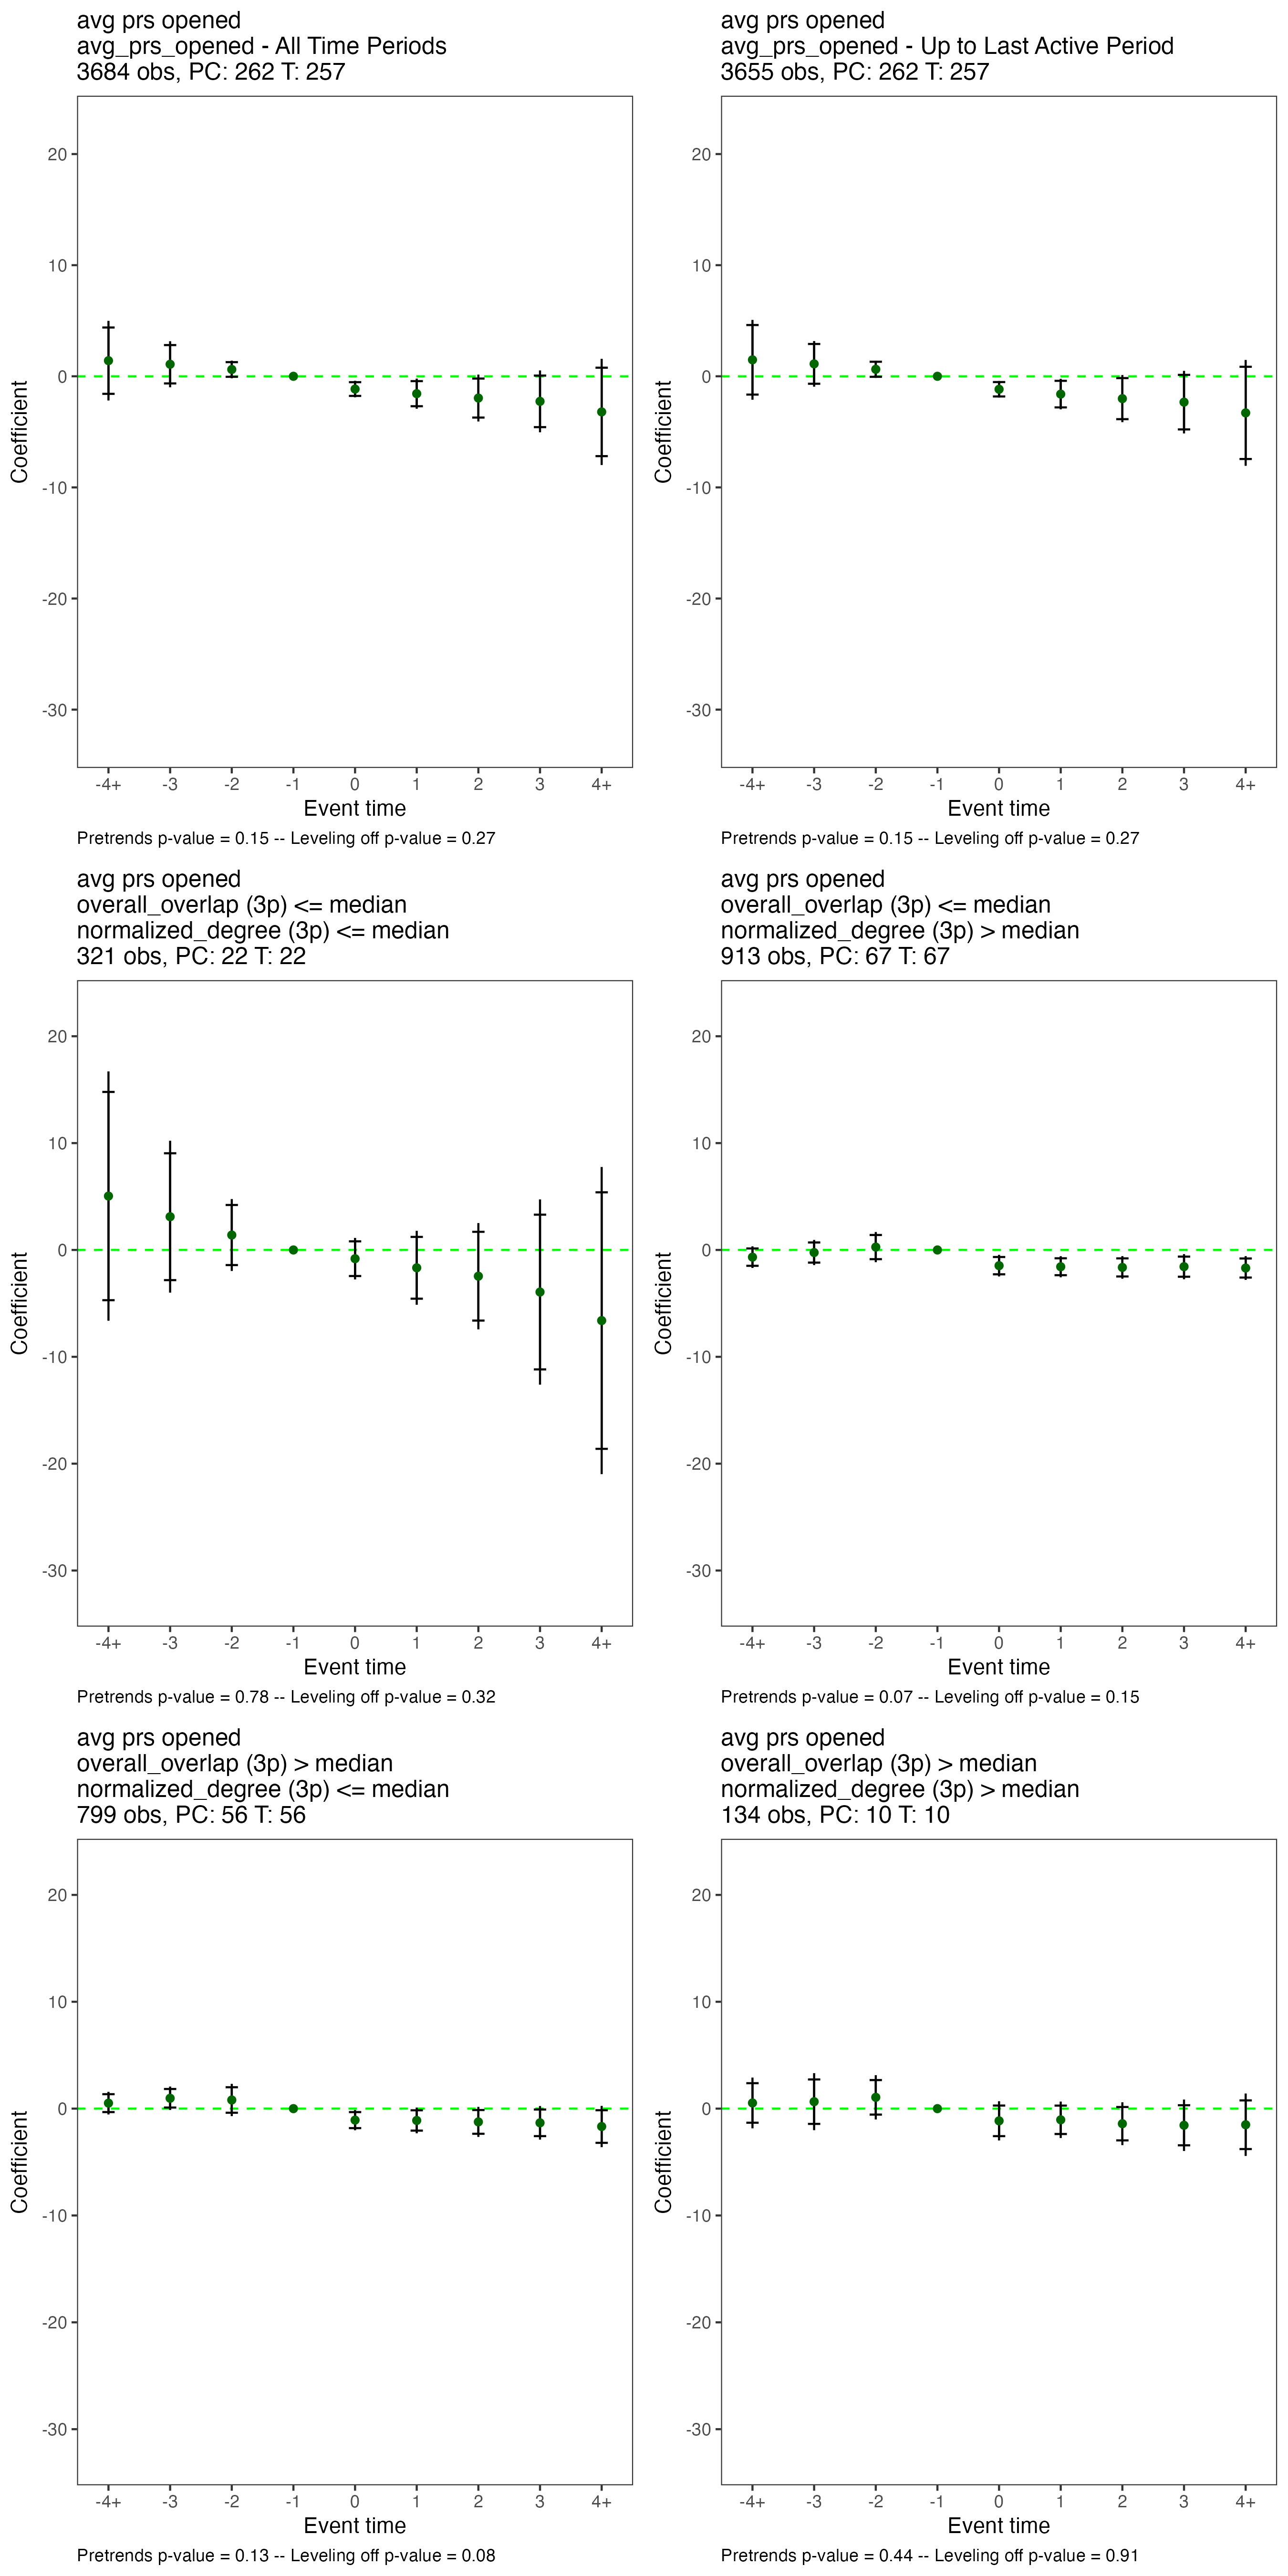 avg prs opened
avg_prs_opened - All Time Periods
3684 obs, PC: 262 T: 257
20
10
0
-10
-20
-30
Coefficient
-4+ -3 -2 -1 0 1 2 3 4+
Event time
Pretrends p-value = 0.15 -- Leveling off p-value = 0.27
avg prs opened
avg_prs_opened - Up to Last Active Period
3655 obs, PC: 262 T: 257
20
10
0
-10
-20
-30
Coefficient
-4+ -3 -2 -1 0 1 2 3 4+
Event time
Pretrends p-value = 0.15 -- Leveling off p-value = 0.27
avg prs opened
overall_overlap (3p) <= median
normalized_degree (3p) <= median
321 obs, PC: 22 T: 22
20
10
0
-10
-20
-30
Coefficient
-4+ -3 -2 -1 0 1 2 3 4+
Event time
Pretrends p-value = 0.78 -- Leveling off p-value = 0.32
avg prs opened
overall_overlap (3p) <= median
normalized_degree (3p) > median
913 obs, PC: 67 T: 67
20
10
0
-10
-20
-30
Coefficient
-4+ -3 -2 -1 0 1 2 3 4+
Event time
Pretrends p-value = 0.07 -- Leveling off p-value = 0.15
avg prs opened
overall_overlap (3p) > median
normalized_degree (3p) <= median
799 obs, PC: 56 T: 56
20
10
0
-10
-20
-30
Coefficient
-4+ -3 -2 -1 0 1 2 3 4+
Event time
Pretrends p-value = 0.13 -- Leveling off p-value = 0.08
avg prs opened
overall_overlap (3p) > median
normalized_degree (3p) > median
134 obs, PC: 10 T: 10
20
10
0
-10
-20
-30
Coefficient
-4+ -3 -2 -1 0 1 2 3 4+
Event time
Pretrends p-value = 0.44 -- Leveling off p-value = 0.91